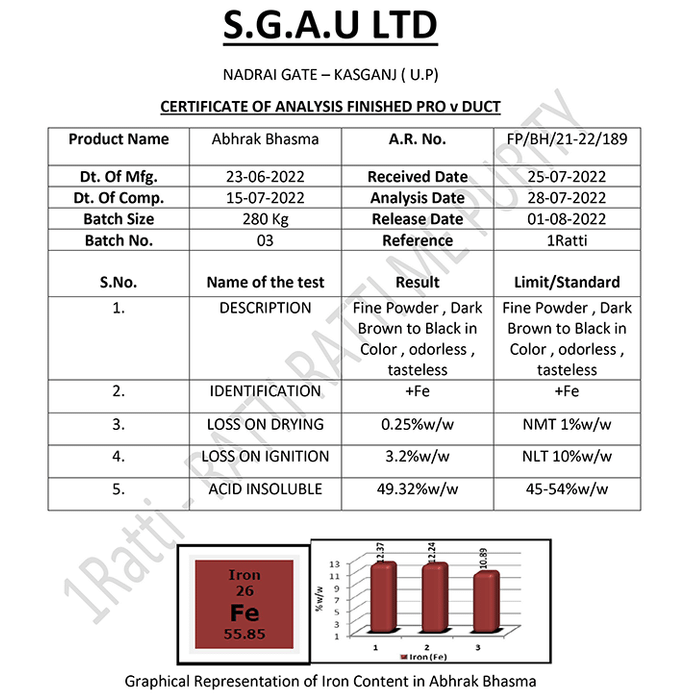 S.G.A.U LTD
NADRAI GATE – KASGANJ ( U.P)
CERTIFICATE OF ANALYSIS FINISHED PRO v DUCT
Product Name Abhrak Bhasma A.R. No. FP/BH/21-22/189
Dt. Of Mfg. 23-06-2022 Received Date 25-07-2022
Dt. Of Comp. 15-07-2022 Analysis Date 28-07-2022
Batch Size 280 Kg Release Date 01-08-2022
Batch No. 03 Reference 1Ratti
S.No. Name of the test Result Limit/Standard
1. DESCRIPTION Fine Powder , Dark Fine Powder , Dark
Brown to Black in Brown to Black in
Color , odorless , Color , odorless ,
tasteless tasteless
2. IDENTIFICATION +Fe +Fe
3. LOSS ON DRYING 0.25%w/w NMT 1%w/w
4. LOSS ON IGNITION 3.2%w/w NLT 10%w/w
5. ACID INSOLUBLE 49.32%w/w 45-54%w/w
1Ratti - RATTI RATTI ME PURITY
Iron
26
Fe
55.85
%w/w
13
11
9
7
5
3
1
12.37 12.24 10.89
1 2 3
Iron (Fe)
Graphical Representation of Iron Content in Abhrak Bhasma